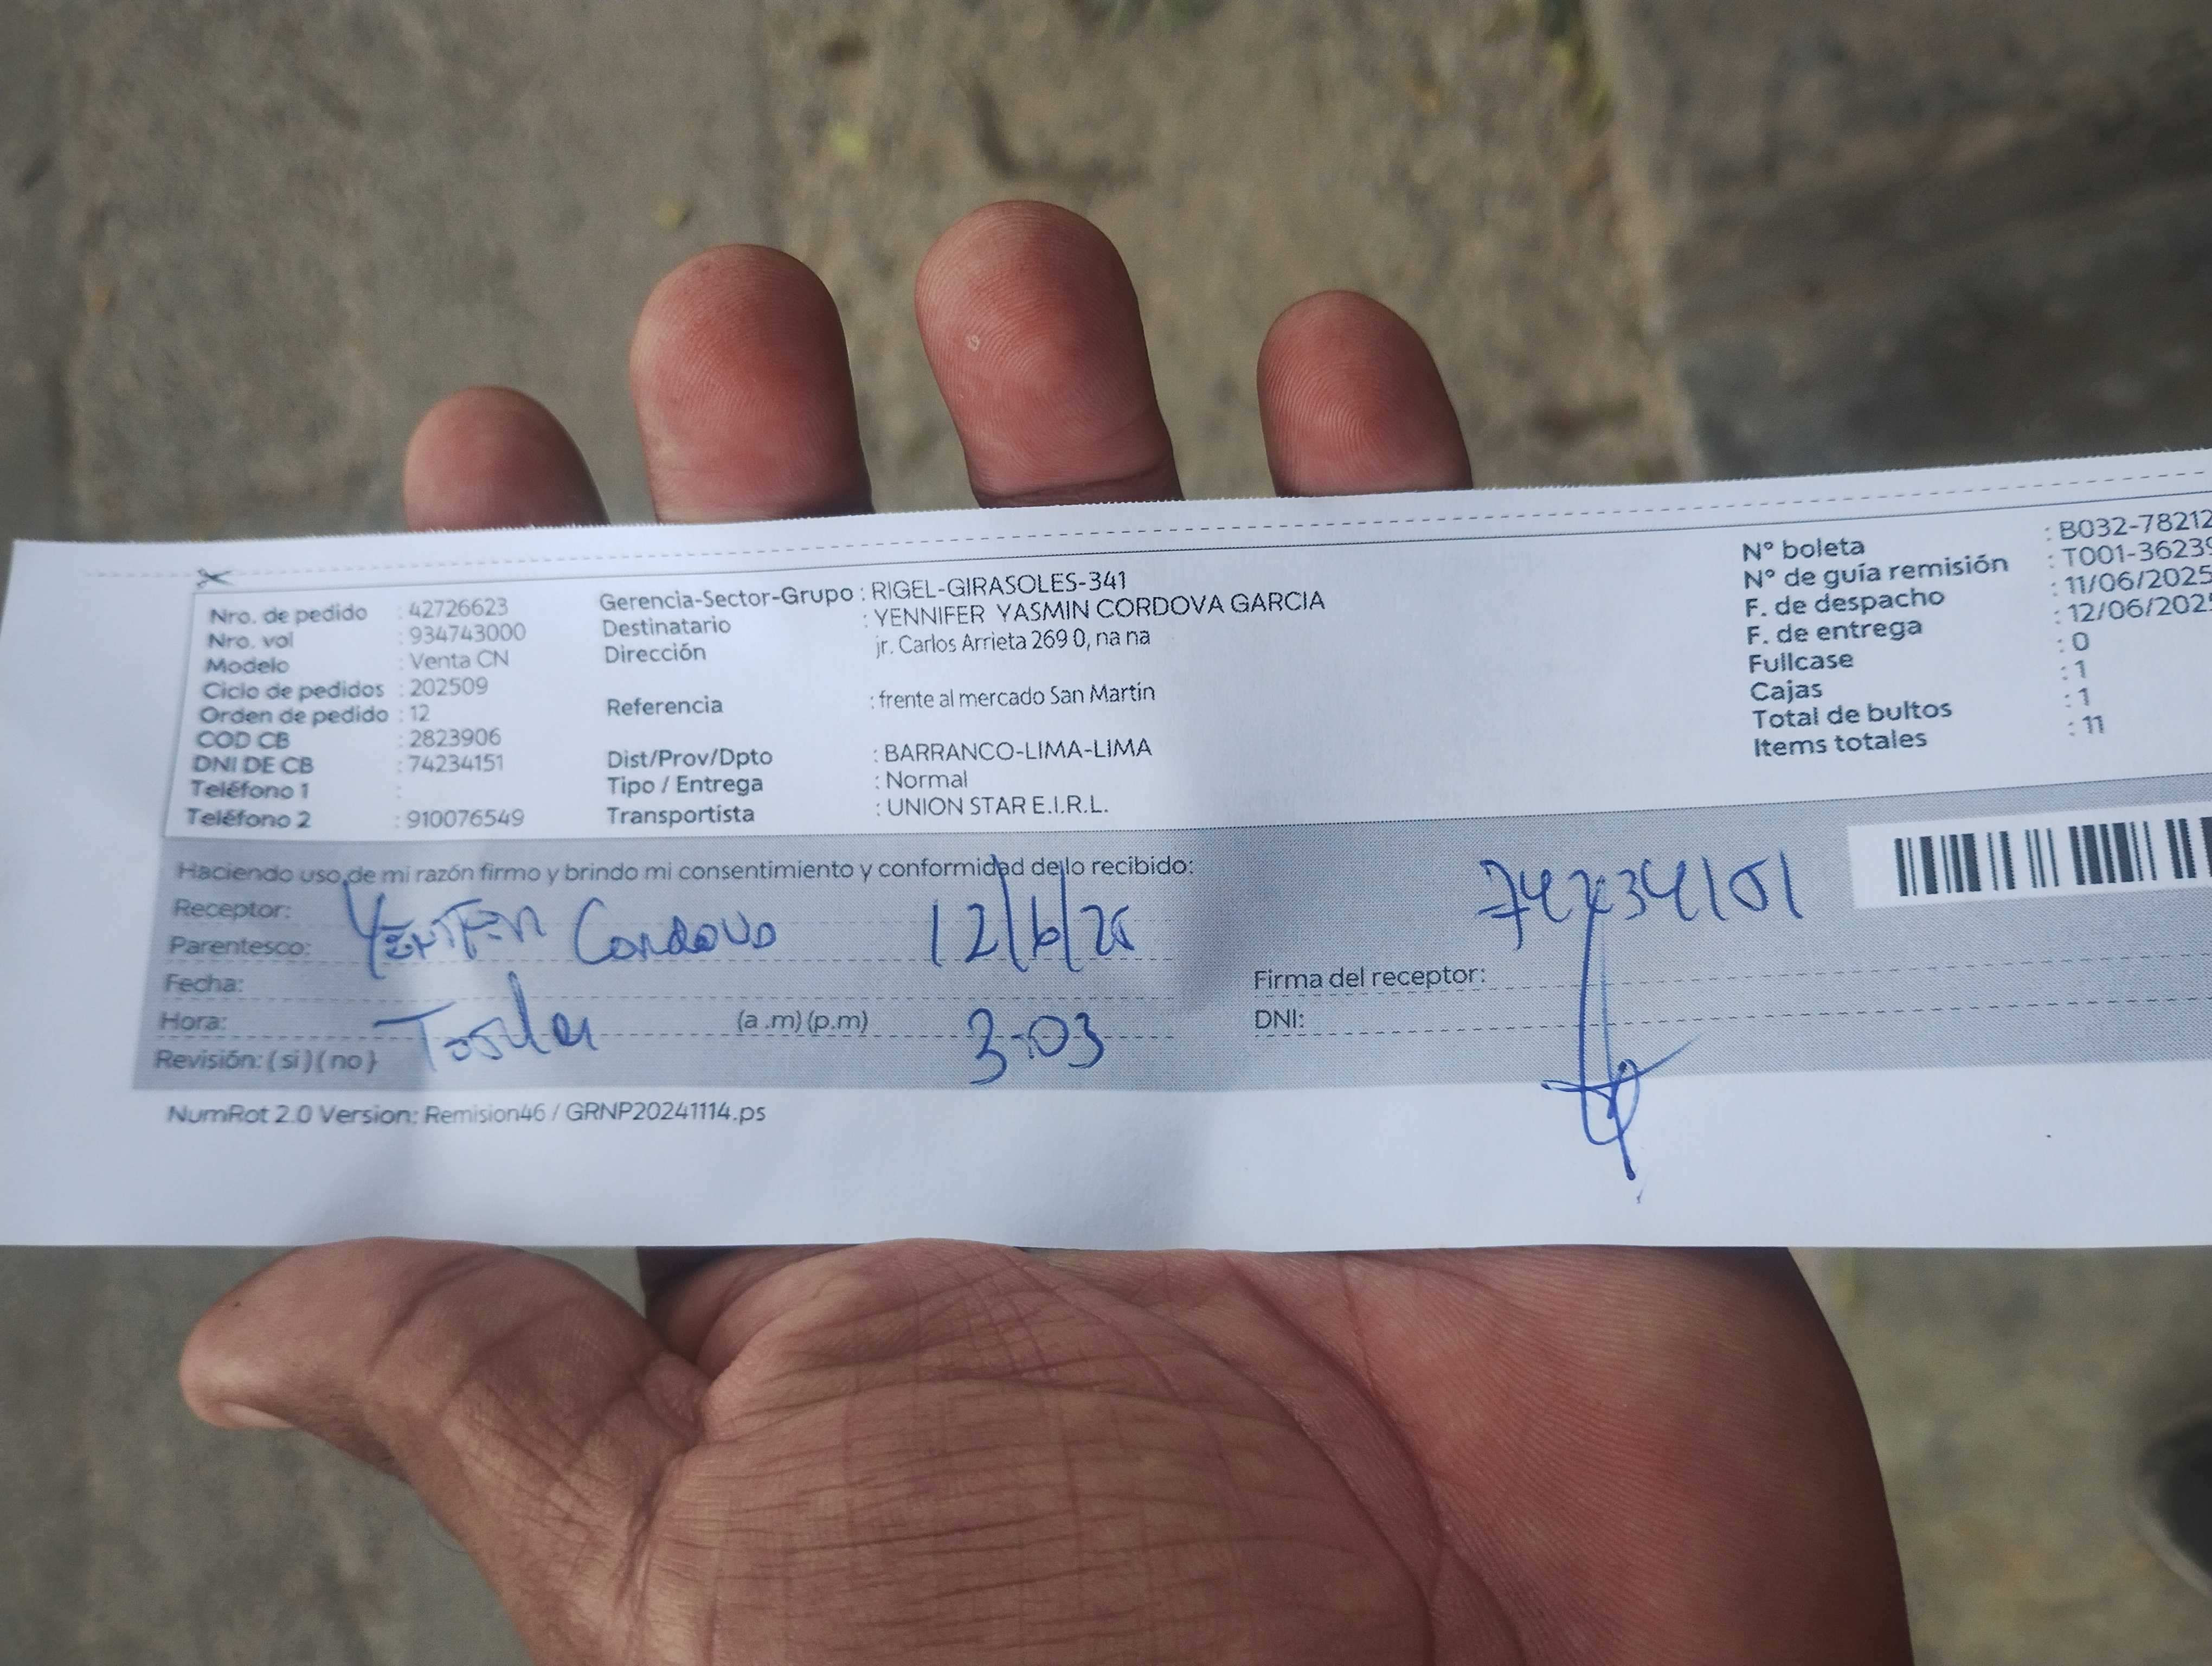 Nro. de pedido : 42726623
Nro. vol : 934743000
Modelo : Venta CN
Ciclo de pedidos : 202509
Orden de pedido : 12
COD CB : 2823906
DNI DE CB : 74234151
Teléfono 1 :
Teléfono 2 : 910076549
Gerencia-Sector-Grupo : RIGEL-GIRASOLES-341
Destinatario : YENNIFER YASMIN CORDOVA GARCIA
Dirección jr. Carlos Arrieta 269 0, na na
Referencia : frente al mercado San Martin
Dist/Prov/Dpto : BARRANCO-LIMA-LIMA
Tipo / Entrega : Normal
Transportista : UNION STAR E.I.R.L.
N° boleta : B032-78212
N° de guía remisión : T001-36239
F. de despacho : 11/06/2025
F. de entrega : 12/06/202
Fullcase : 0
Cajas : 1
Total de bultos : 1
Items totales : 11
Haciendo uso de mi razón firmo y brindo mi consentimiento y conformidad de lo recibido:
Receptor:
Parentesco: Cordova 12/6/25
Fecha:
Hora: (a .m) (p.m) 3:03
Revisión: ( si ) ( no )
Firma del receptor:
DNI:
NumRot 2.0 Version: Remision46 / GRNP20241114.ps